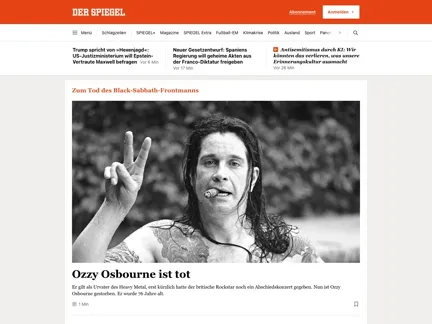 DER SPIEGEL
Abonnement
Anmelden
Menü Schlagzeilen SPIEGEL+ Magazine SPIEGEL Extra Fußball-EM Klimakrise Politik Ausland Sport
Trump spricht von »Hexenjagd«:
US-Justizministerium will Epstein-
Vertraute Maxwell befragen Vor 6 Min
Neuer Gesetzentwurf: Spaniens
Regierung will geheime Akten aus
der Franco-Diktatur freigeben
Vor 17 Min
Antisemitismus durch KI: Wir
könnten das verlieren, was unsere
Erinnerungskultur ausmacht
Vor 26 Min
Zum Tod des Black-Sabbath-Frontmanns
Ozzy Osbourne ist tot
Er gilt als Urvater des Heavy Metal, erst kürzlich hatte der britische Rockstar noch ein Abschiedskonzert gegeben. Nun ist Ozzy
Osbourne gestorben. Er wurde 76 Jahre alt.
1 Min